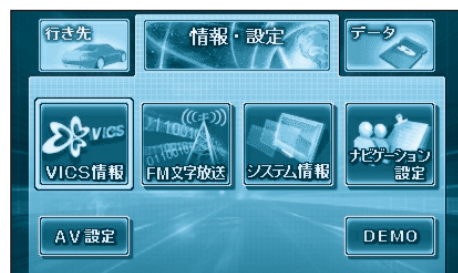 行き先
情報・設定
データ
VICS
VICS情報
FM文字放送
システム情報
ナビゲーション
設定
AV設定
DEMO